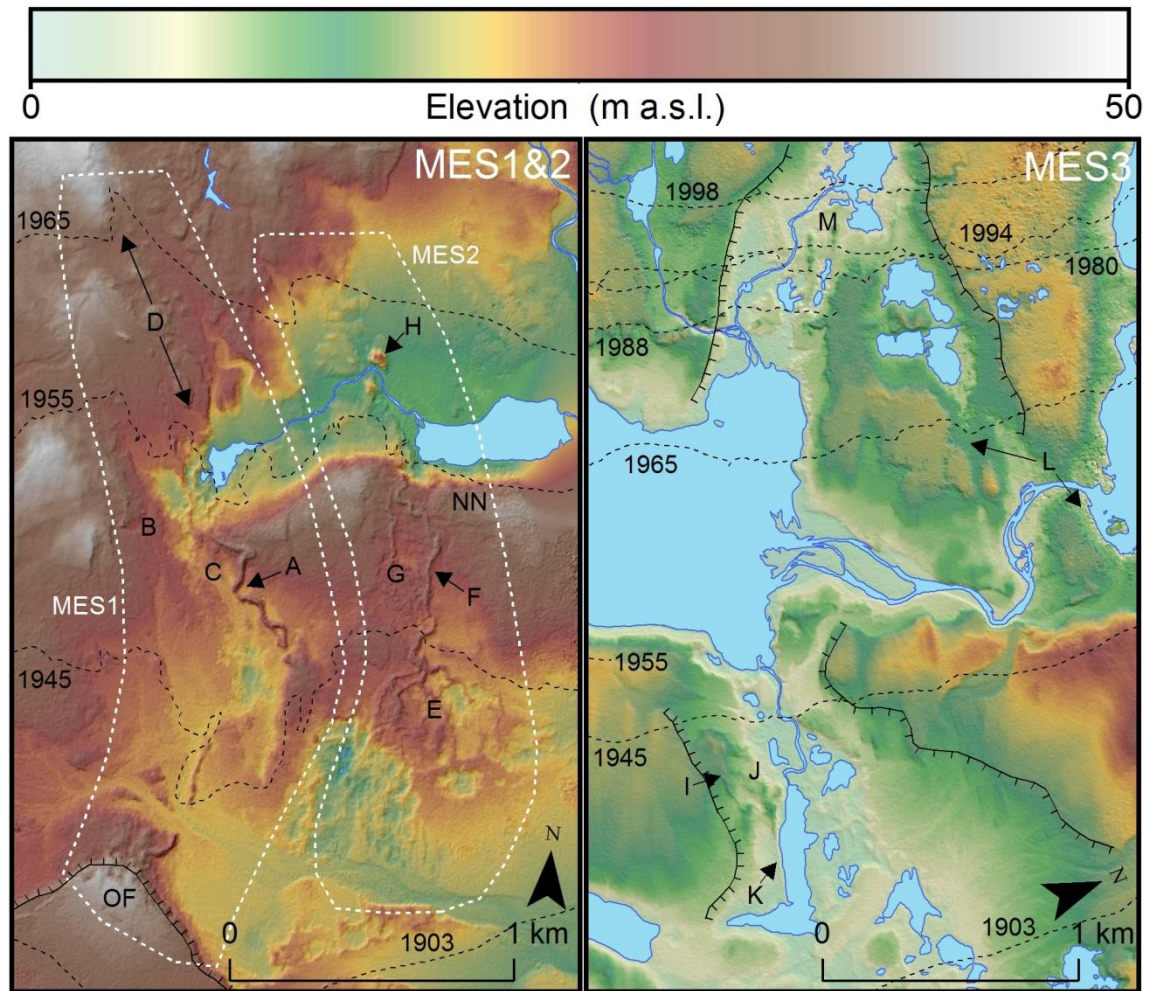 0 Elevation (m a.s.l.) 50
MES1&2
1965
MES2
D
H
1955
NN
B
C
A
G
F
MES1
1945
E
N
OF
0 1 km
1903
MES3
1998
M
1994
1980
1988
1965
L
1955
1945
I
J
K
N
1903
0 1 km